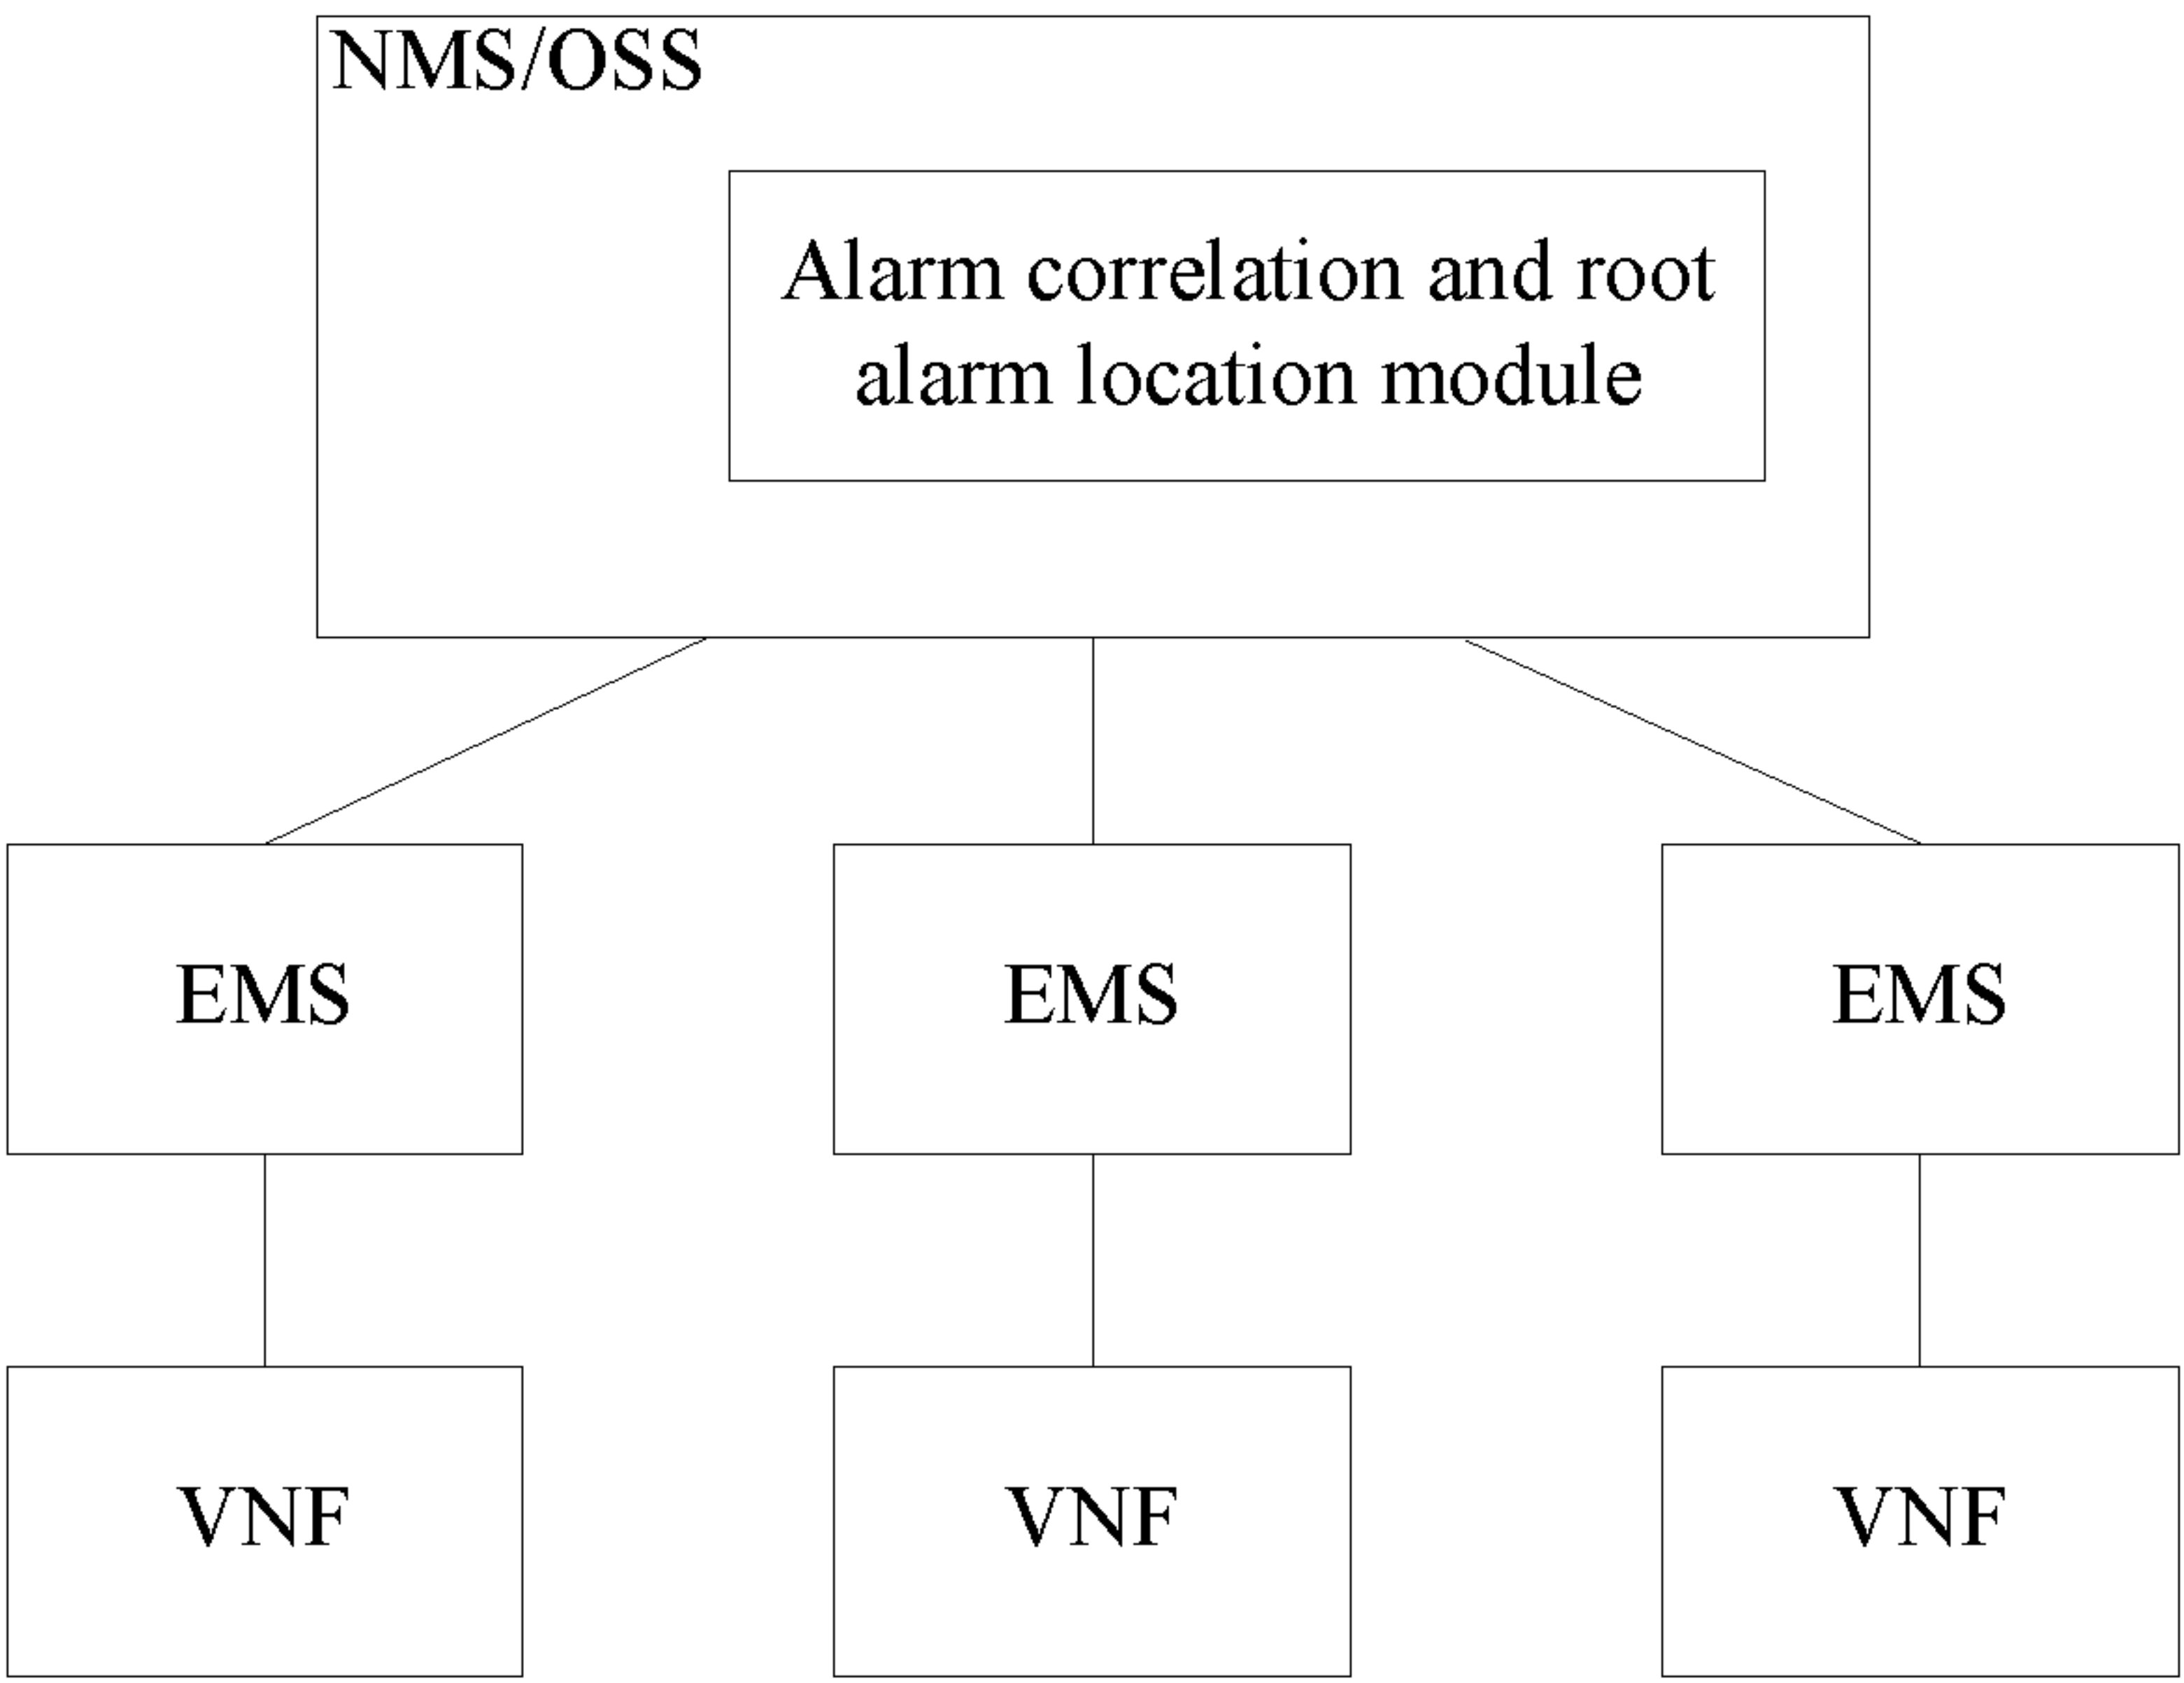 NMS/OSS
Alarm correlation and root
alarm location module
EMS
EMS
EMS
VNF
VNF
VNF